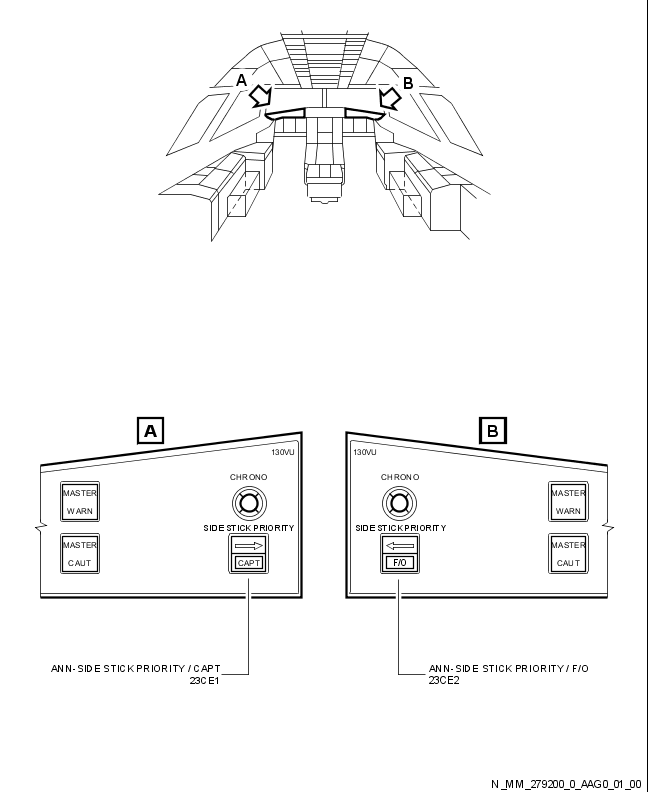 A
B
A
B
130VU
130VU
CHRONO
CHRONO
MASTER
WARN
MASTER
WARN
SIDE STICK PRIORITY
SIDE STICK PRIORITY
MASTER
CAUT
CAPT
F/O
MASTER
CAUT
ANN-SIDE STICK PRIORITY / CAPT
23CE1
ANN-SIDE STICK PRIORITY / F/O
23CE2
N_MM_279200_0_AAG0_01_00